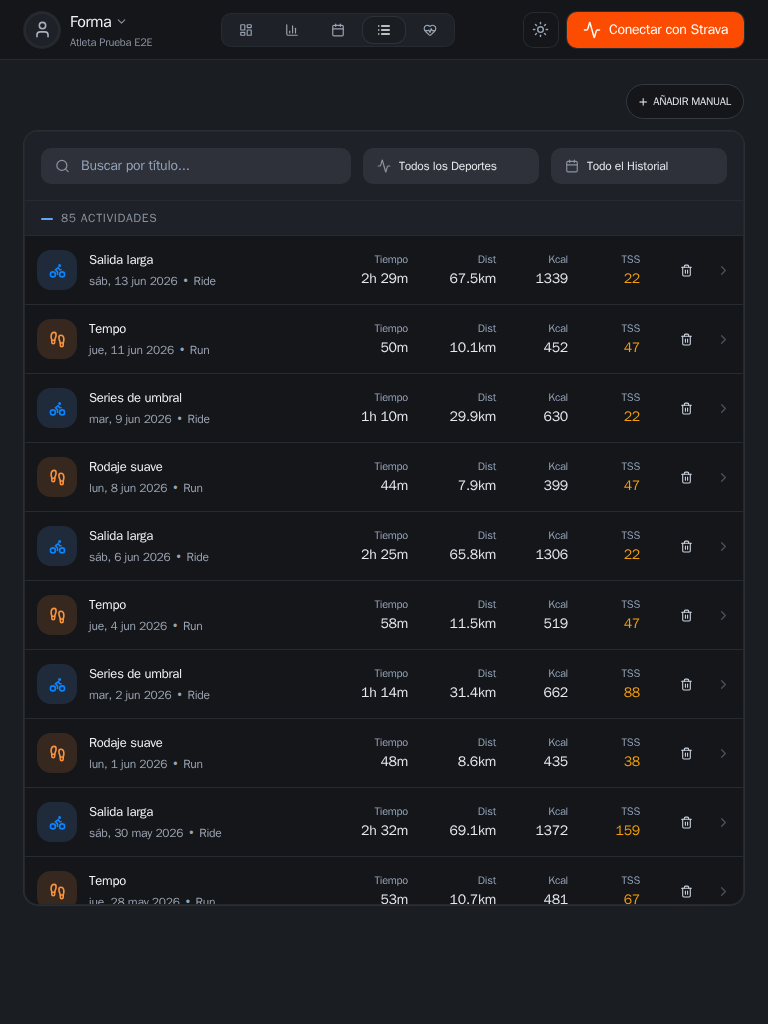 Forma
Atleta Prueba E2E
Conectar con Strava
+ AÑADIR MANUAL
Buscar por título...
Todos los Deportes
Todo el Historial
85 ACTIVIDADES
Salida larga
sáb, 13 jun 2026 • Ride
Tiempo Dist Kcal TSS
2h 29m 67.5km 1339 22
Tempo
jue, 11 jun 2026 • Run
Tiempo Dist Kcal TSS
50m 10.1km 452 47
Series de umbral
mar, 9 jun 2026 • Ride
Tiempo Dist Kcal TSS
1h 10m 29.9km 630 22
Rodaje suave
lun, 8 jun 2026 • Run
Tiempo Dist Kcal TSS
44m 7.9km 399 47
Salida larga
sáb, 6 jun 2026 • Ride
Tiempo Dist Kcal TSS
2h 25m 65.8km 1306 22
Tempo
jue, 4 jun 2026 • Run
Tiempo Dist Kcal TSS
58m 11.5km 519 47
Series de umbral
mar, 2 jun 2026 • Ride
Tiempo Dist Kcal TSS
1h 14m 31.4km 662 88
Rodaje suave
lun, 1 jun 2026 • Run
Tiempo Dist Kcal TSS
48m 8.6km 435 38
Salida larga
sáb, 30 may 2026 • Ride
Tiempo Dist Kcal TSS
2h 32m 69.1km 1372 159
Tempo
jue, 28 may 2026 • Run
Tiempo Dist Kcal TSS
53m 10.7km 481 67